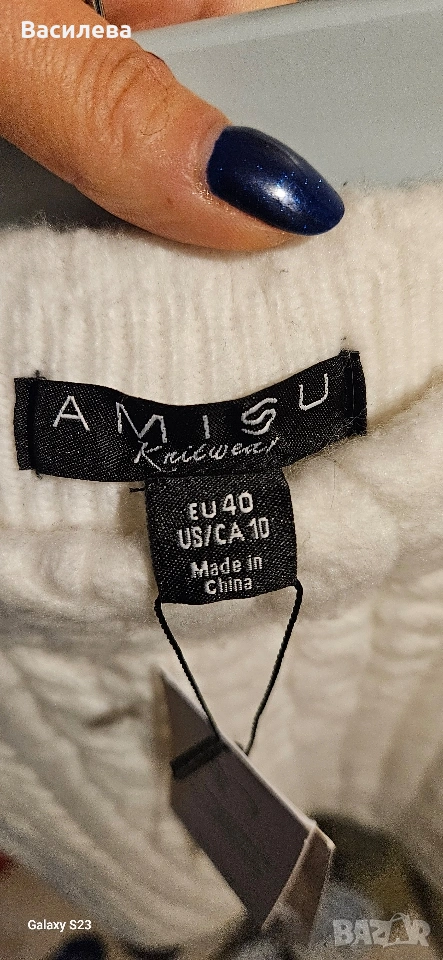 Василева
AMISU
Knitwear
EU 40
US/CA 10
Made in
China
Galaxy S23
BAZAR